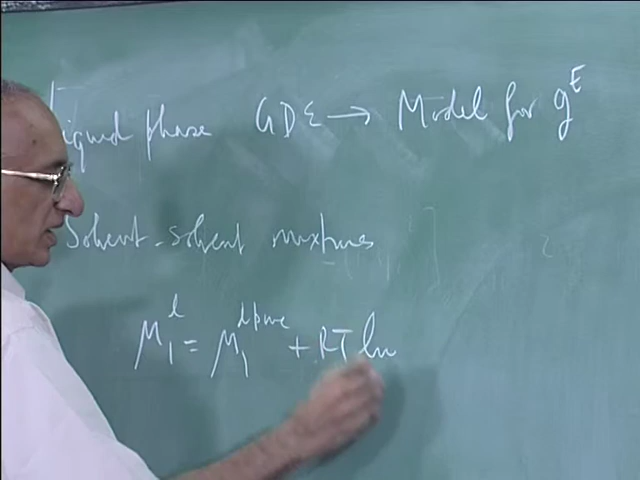 Liquid phase GDE → Model for g^E
Solvent-solvent mixtures
μ₁^l = μ₁^l pure + RT ln